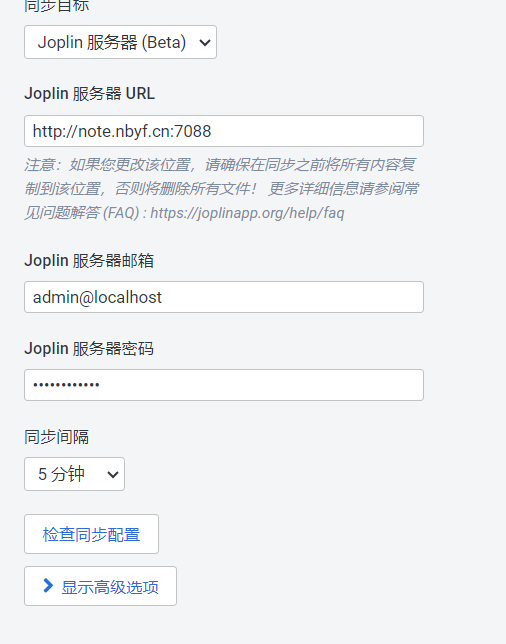 同步目标
Joplin 服务器 (Beta)
Joplin 服务器 URL
http://note.nbyf.cn:7088
注意：如果您更改该位置，请确保在同步之前将所有内容复
制到该位置，否则将删除所有文件！ 更多详细信息请参阅常
见问题解答 (FAQ) : https://joplinapp.org/help/faq
Joplin 服务器邮箱
admin@localhost
Joplin 服务器密码
••••••••••••
同步间隔
5 分钟
检查同步配置
显示高级选项